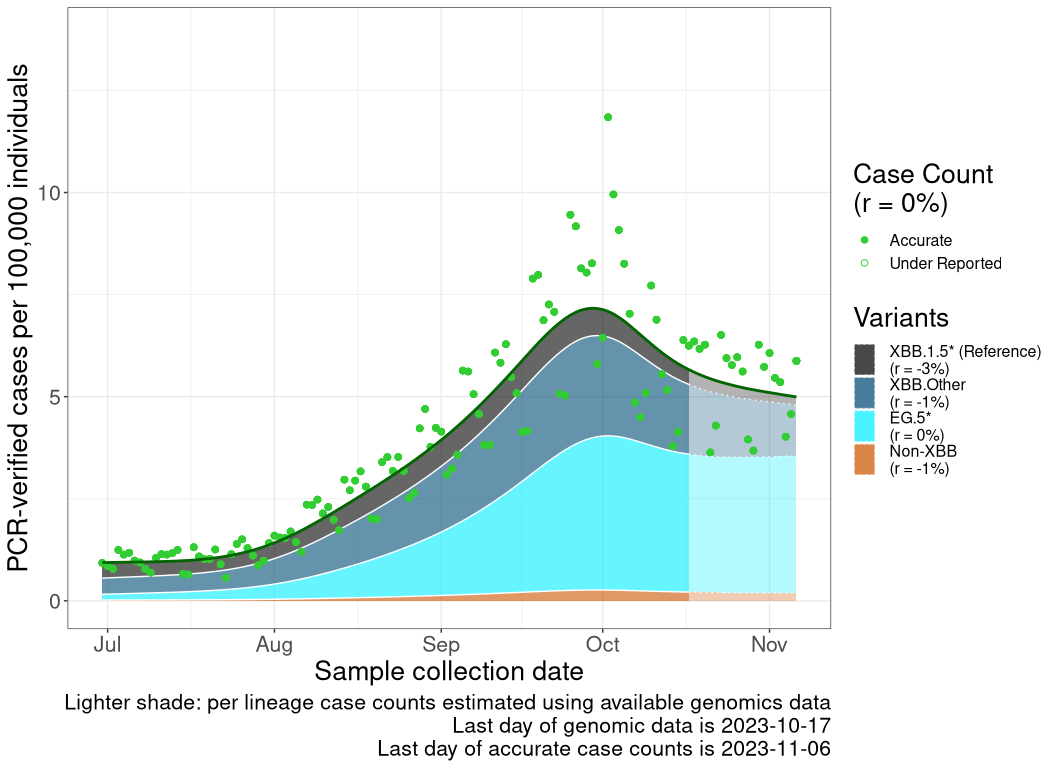 PCR-verified cases per 100,000 individuals
10
5
0
Jul Aug Sep Oct Nov
Sample collection date
Lighter shade: per lineage case counts estimated using available genomics data
Last day of genomic data is 2023-10-17
Last day of accurate case counts is 2023-11-06
Case Count
(r = 0%)
Accurate
Under Reported
Variants
XBB.1.5* (Reference)
(r = -3%)
XBB.Other
(r = -1%)
EG.5*
(r = 0%)
Non-XBB
(r = -1%)